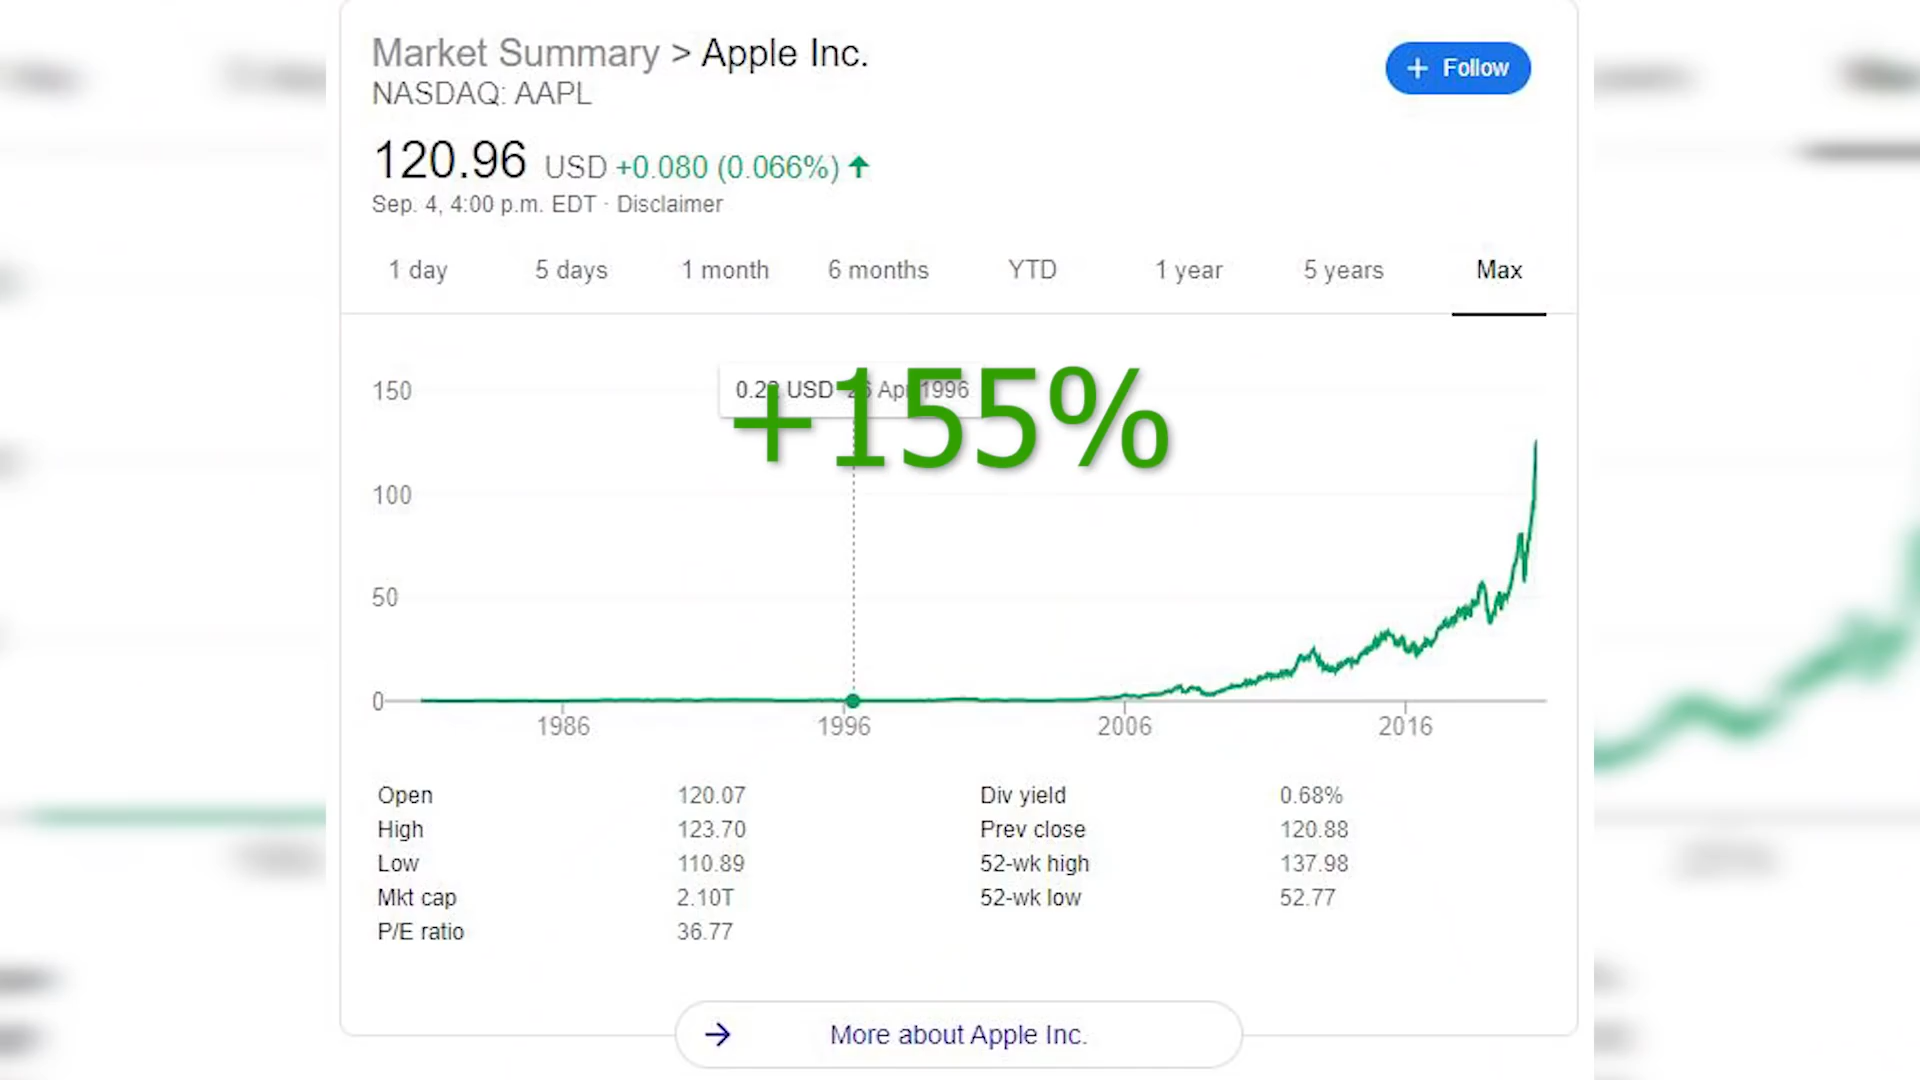 Market Summary > Apple Inc.
NASDAQ: AAPL
+ Follow
120.96 USD +0.080 (0.066%)
Sep. 4, 4:00 p.m. EDT · Disclaimer
1 day 5 days 1 month 6 months YTD 1 year 5 years Max
USD 1996
+155%
150
100
50
0
1986 1996 2006 2016
Open 120.07 Div yield 0.68%
High 123.70 Prev close 120.88
Low 110.89 52-wk high 137.98
Mkt cap 2.10T 52-wk low 52.77
P/E ratio 36.77
More about Apple Inc.